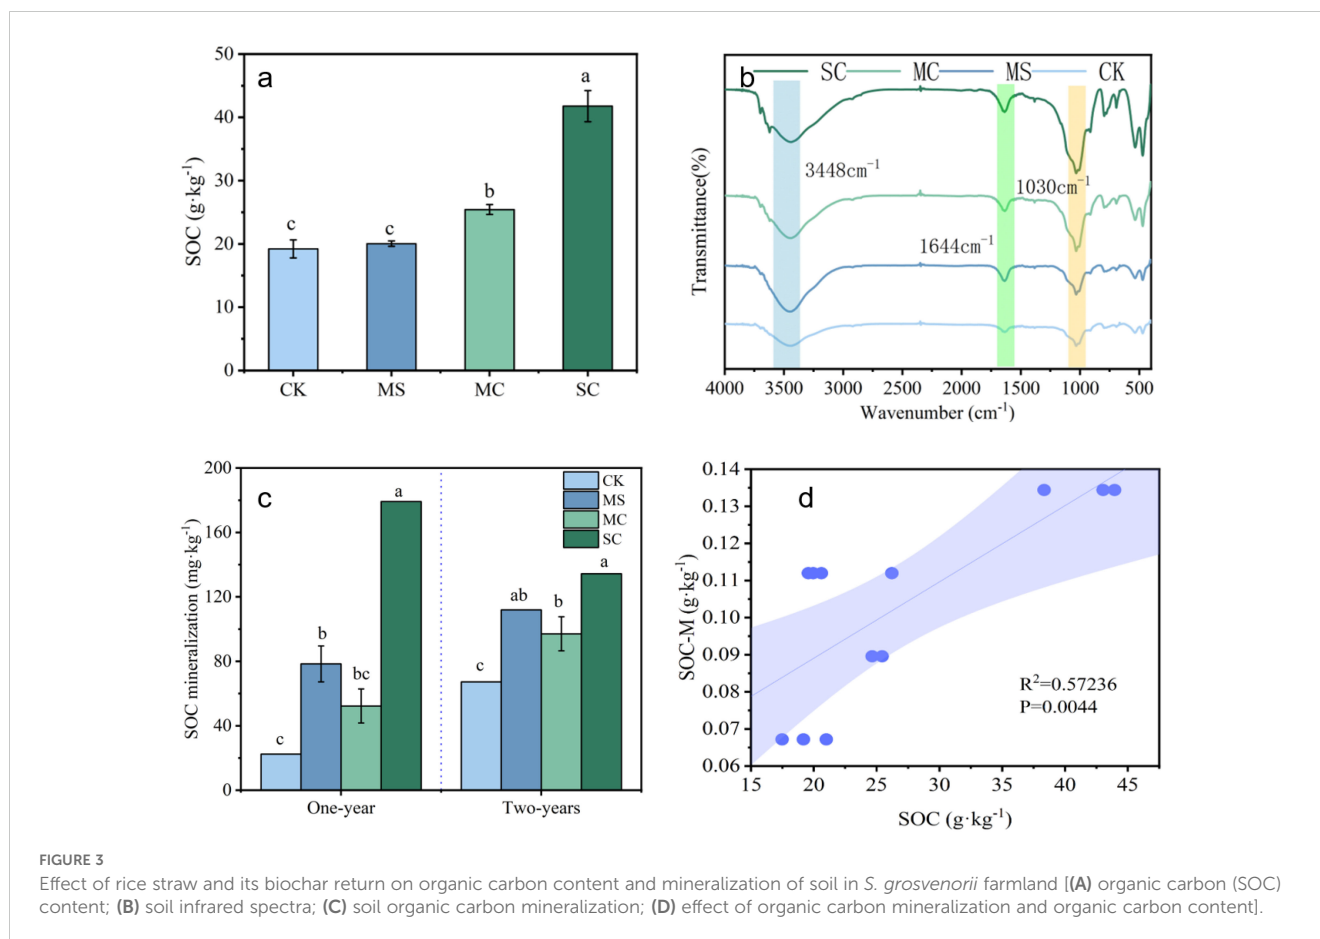 a
SOC (g·kg⁻¹)
50
40
30
20
10
0
c
c
b
a
CK
MS
MC
SC
b
SC
MC
MS
CK
Transmittance(%)
3448cm⁻¹
1030cm⁻¹
1644cm⁻¹
4000 3500 3000 2500 2000 1500 1000 500
Wavenumber (cm⁻¹)
c
SOC mineralization (mg·kg⁻¹)
200
160
120
80
40
0
CK
MS
MC
SC
c
b
bc
a
c
ab
b
a
One-year
Two-years
d
SOC-M (g·kg⁻¹)
0.14
0.13
0.12
0.11
0.10
0.09
0.08
0.07
0.06
R²=0.57236
P=0.0044
15 20 25 30 35 40 45
SOC (g·kg⁻¹)
FIGURE 3
Effect of rice straw and its biochar return on organic carbon content and mineralization of soil in S. grosvenorii farmland [(A) organic carbon (SOC)
content; (B) soil infrared spectra; (C) soil organic carbon mineralization; (D) effect of organic carbon mineralization and organic carbon content].